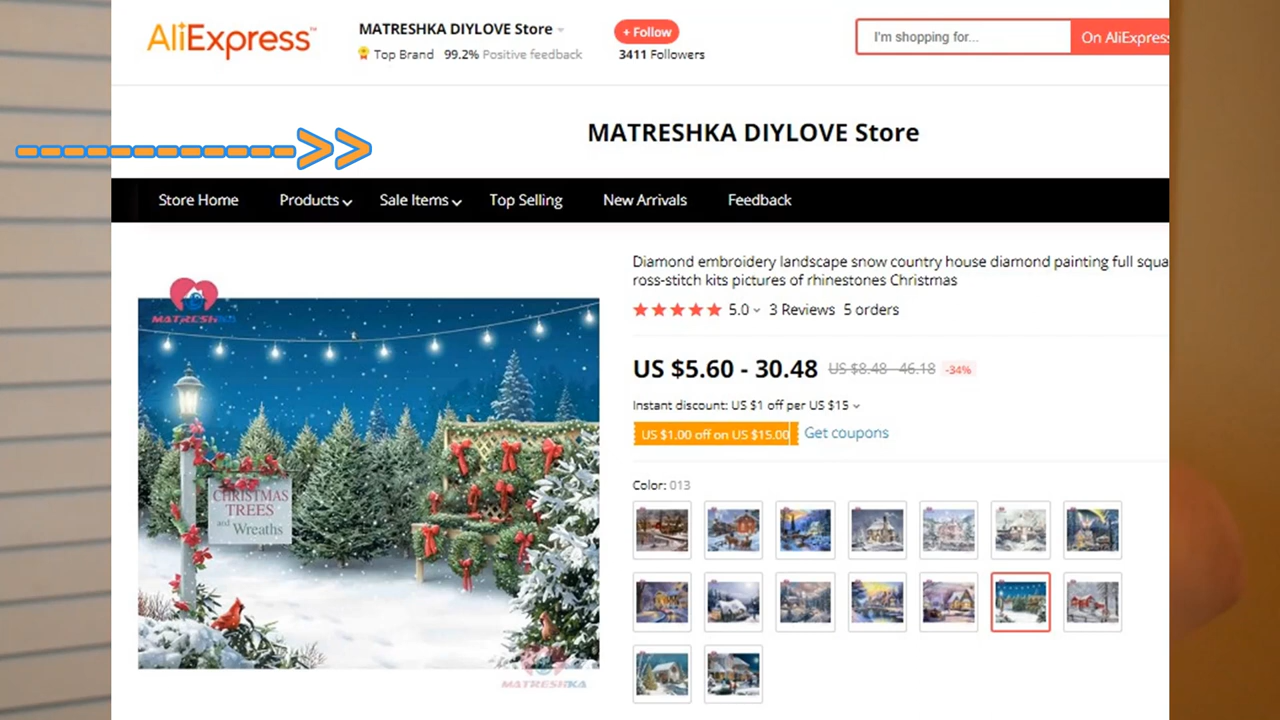 AliExpress™
MATRESHKA DIYLOVE Store
Top Brand 99.2% Positive feedback
+ Follow
3411 Followers
I'm shopping for...
On AliExpress
MATRESHKA DIYLOVE Store
Store Home Products Sale Items Top Selling New Arrivals Feedback
MATRESHKA
CHRISTMAS
TREES
and
Wreaths
MATRESHKA
Diamond embroidery landscape snow country house diamond painting full squa
ross-stitch kits pictures of rhinestones Christmas
5.0 3 Reviews 5 orders
US $5.60 - 30.48 US $8.48 - 46.18 -34%
Instant discount: US $1 off per US $15
US $1.00 off on US $15.00 Get coupons
Color: 013